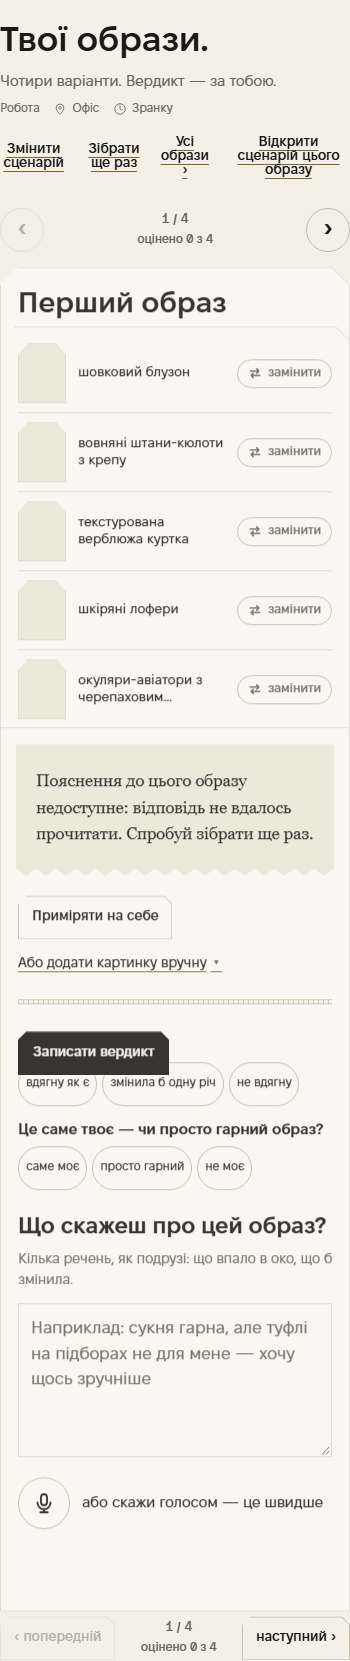 Твої образи.
Чотири варіанти. Вердикт — за тобою.
Робота Офіс Зранку
Змінити
сценарій
Зібрати
ще раз
Усі
образи
›
Відкрити
сценарій цього
образу
‹
1 / 4
оцінено 0 з 4
›
Перший образ
шовковий блузон
замінити
вовняні штани-кюлоти
з крепу
замінити
текстурована
верблюжа куртка
замінити
шкіряні лофери
замінити
окуляри-авіатори з
черепаховим...
замінити
Пояснення до цього образу
недоступне: відповідь не вдалось
прочитати. Спробуй зібрати ще раз.
Приміряти на себе
Або додати картинку вручну
Записати вердикт
вдягну як є
змінила б одну річ
не вдягну
Це саме твоє — чи просто гарний образ?
саме моє
просто гарний
не моє
Що скажеш про цей образ?
Кілька речень, як подрузі: що впало в око, що б
змінила.
Наприклад: сукня гарна, але туфлі
на підборах не для мене — хочу
щось зручніше
або скажи голосом — це швидше
‹ попередній
1 / 4
оцінено 0 з 4
наступний ›